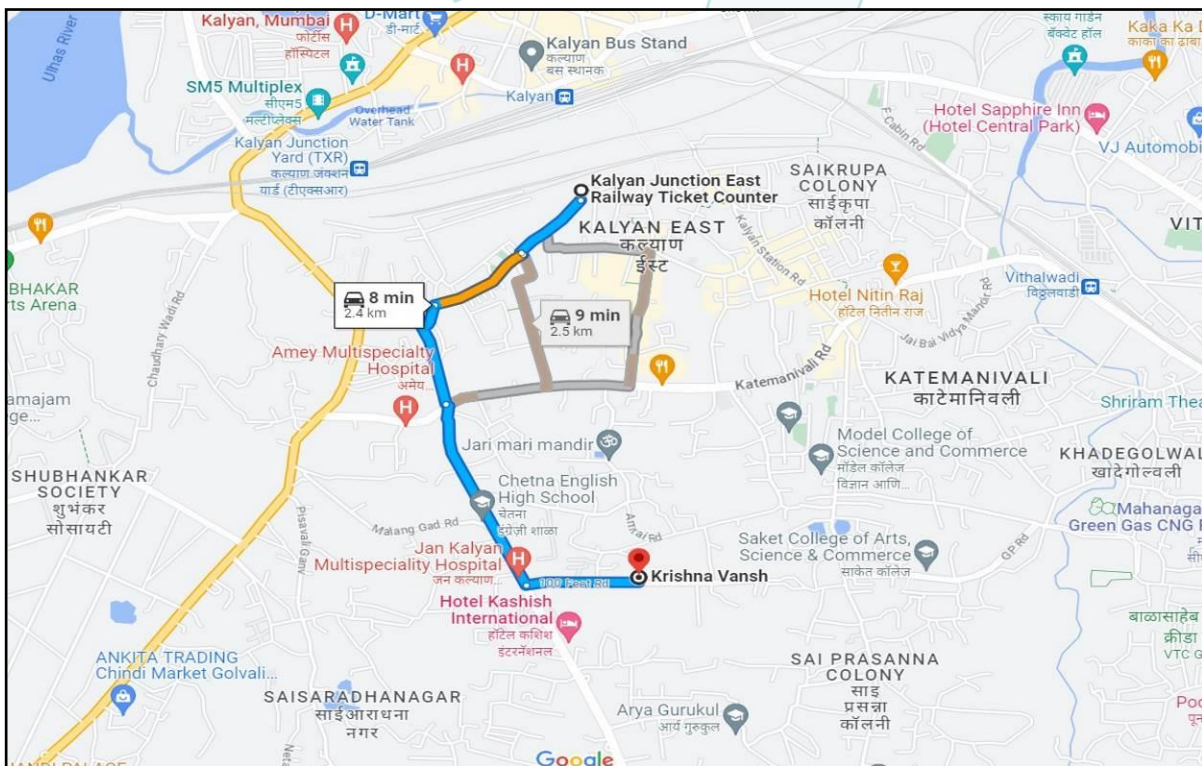 Kalyan, Mumbai
फोर्टीस
हॉस्पिटल
D-Mart
डी-मार्ट
Ulhas River
SM5 Multiplex
सीएम5
मल्टीप्लेक्स
Overhead
Water Tank
Kalyan Bus Stand
कल्याण
बस स्थानक
Kalyan
स्काय गार्डन
बॅक्वेट हॉल
Kaka Ka
काका का ढाबा
Hotel Sapphire Inn
(Hotel Central Park)
VJ Automobi
F Cabin Rd
Kalyan Junction
Yard (TXR)
कल्याण जंक्शन
यार्ड (टीएक्सआर)
Kalyan Junction East
Railway Ticket Counter
SAIKRUPA
COLONY
साईकृपा
कॉलनी
KALYAN EAST
कल्याण
ईस्ट
Kalyan Station Rd
VIT
BHAKAR
rts Arena
Chaudhary Wadi Rd
8 min
2.4 km
9 min
2.5 km
Hotel Nitin Raj
हॉटेल नितीन राज
Vithalwadi
विठ्ठलवाडी
Jai Bai Vidya Mandir Rd
Amey Multispecialty
Hospital
अमेय...
Katemanivali Rd
KATEMANIVALI
काटेमानिवली
Shriram Thea
amajam
ge...
Jari mari mandir
Model College of
Science and Commerce
मॉडेल कॉलेज
विज्ञान आणि...
KHADEGOLWAL
खादेगोल्वली
SHUBHANKAR
SOCIETY
शुभंकर
सोसायटी
Pisavali Ganv
Malang Gad Rd
Chetna English
High School
चेतना
इंग्रेज़ी शाळा
Amrai Rd
Mahanaga
Green Gas CNG
Saket College of Arts,
Science & Commerce
साकेत कॉलेज
G.P Rd
Jan Kalyan
Multispeciality Hospital
जन कल्याण...
100 Feet Rd
Krishna Vansh
Hotel Kashish
International
हॉटेल कशिश
इंटरनॅशनल
बाळासाहेब
क्रीडा
VTC G
ANKITA TRADING
Chindi Market Golvali...
SAISARADHANAGAR
साईआराधना
नगर
SAI PRASANNA
COLONY
साइ
प्रसन्ना
कॉलनी
Arya Gurukul
आर्य गुरुकुल
Google